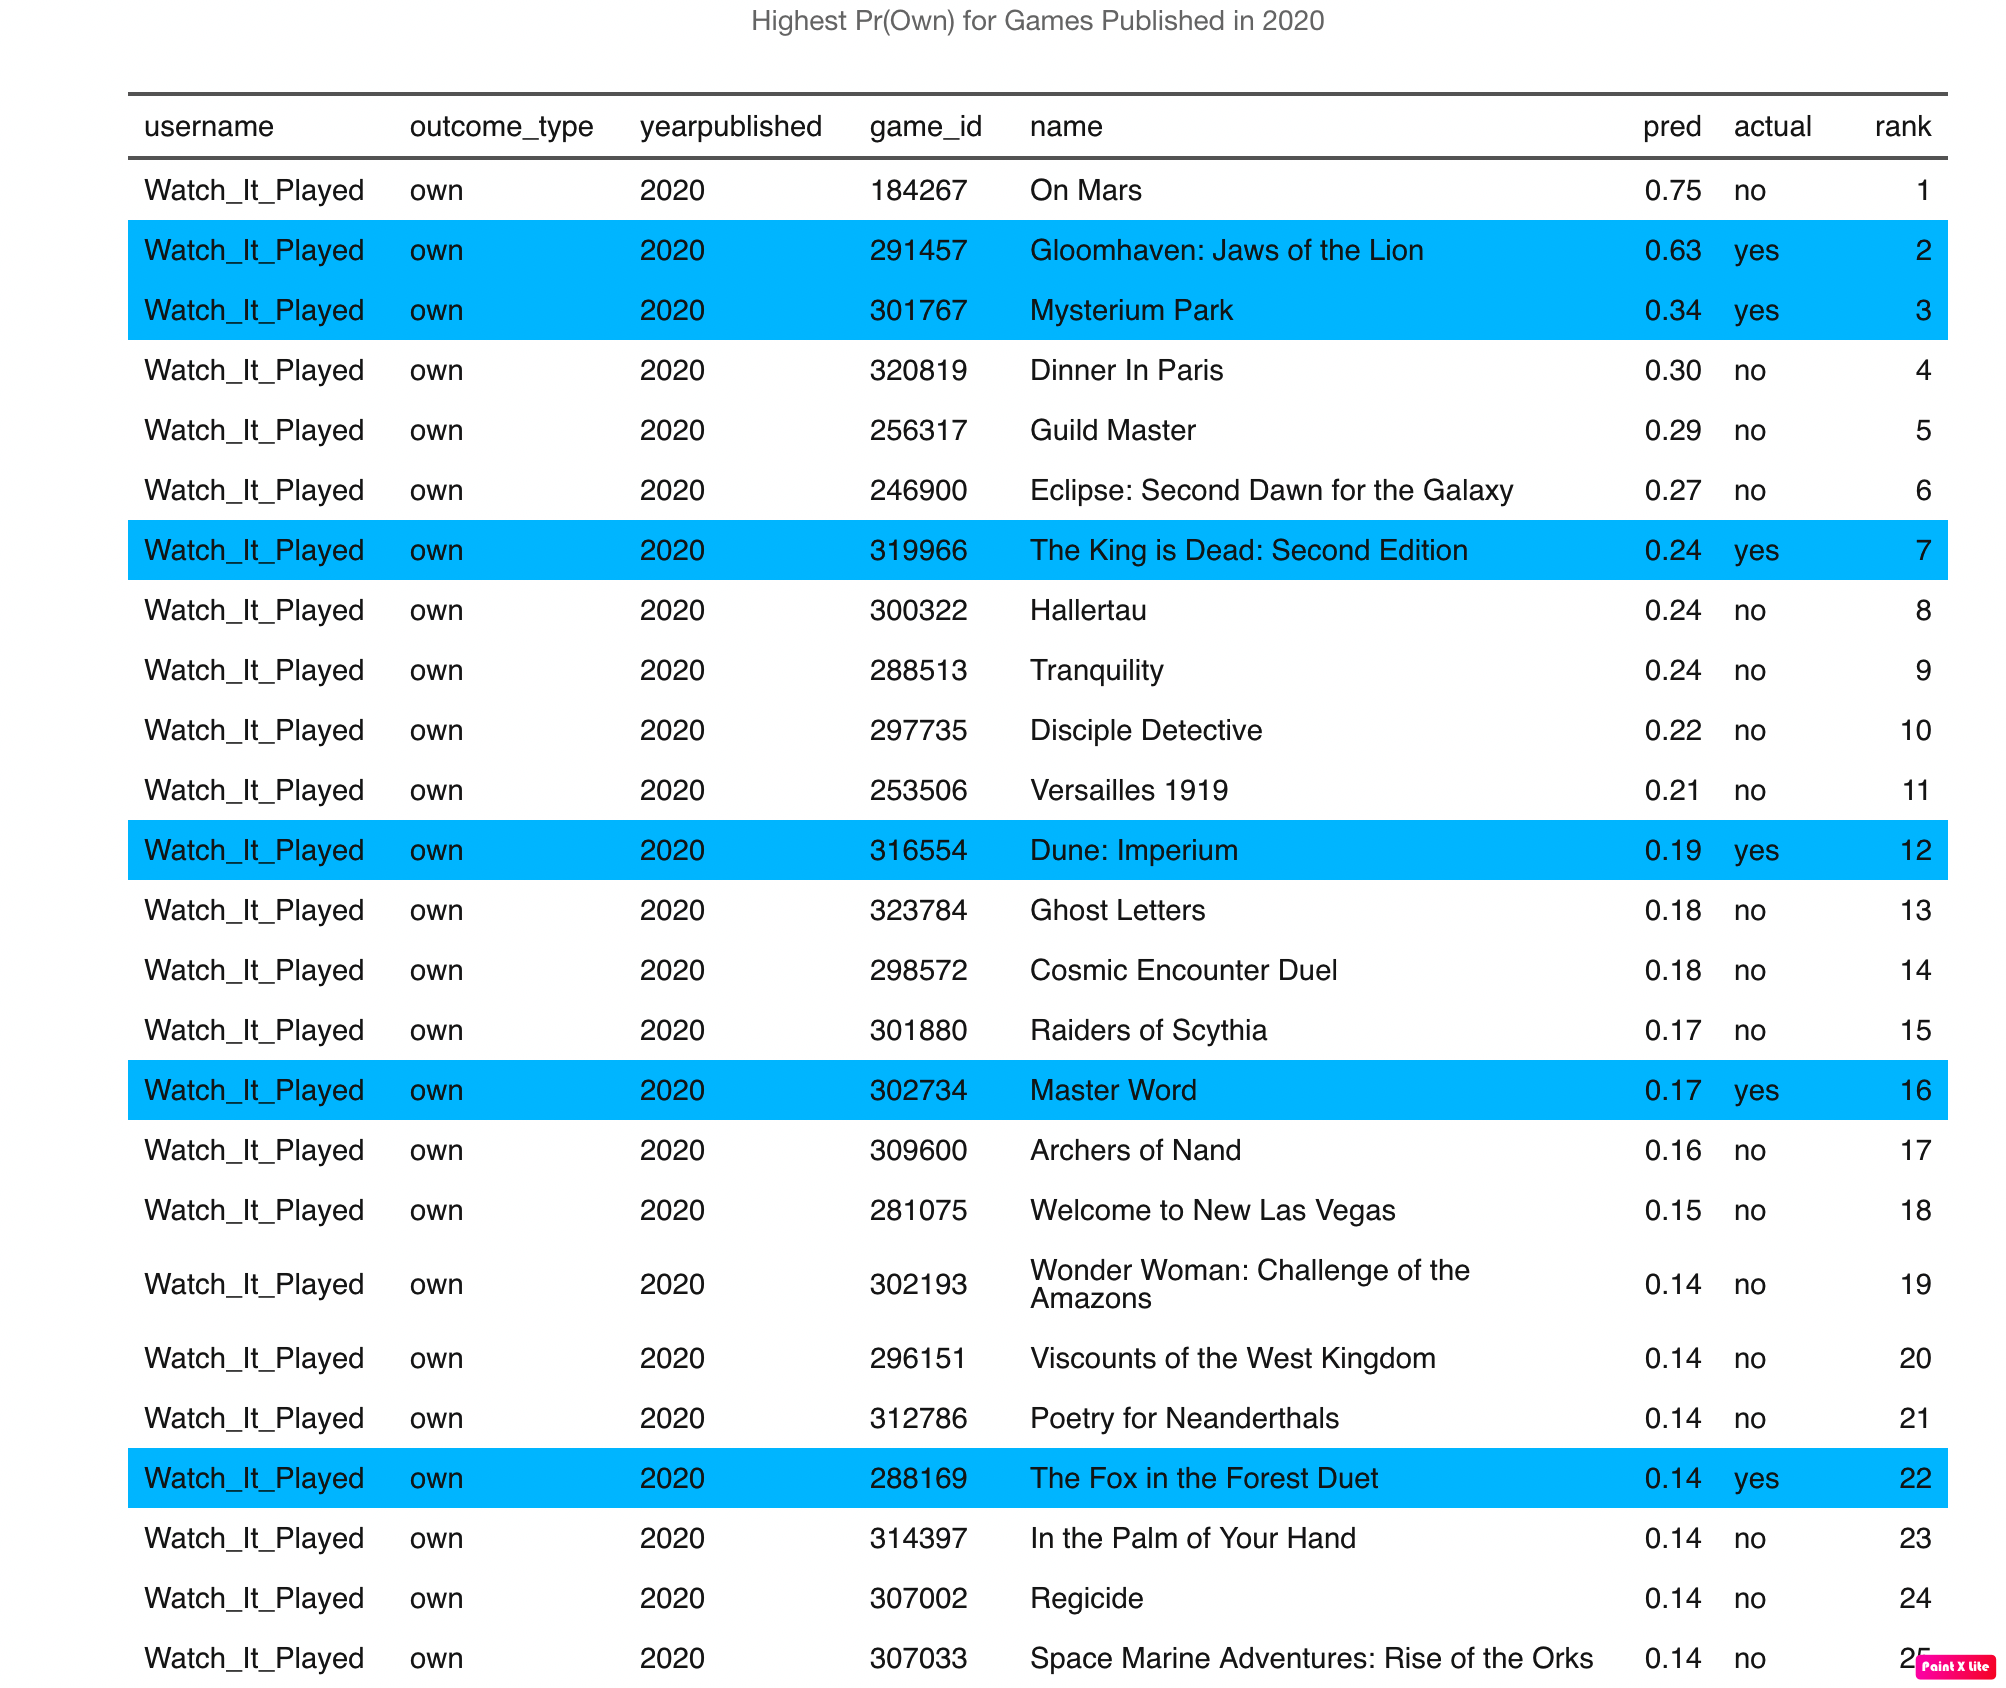 Highest Pr(Own) for Games Published in 2020
username outcome_type yearpublished game_id name pred actual rank
Watch_It_Played own 2020 184267 On Mars 0.75 no 1
Watch_It_Played own 2020 291457 Gloomhaven: Jaws of the Lion 0.63 yes 2
Watch_It_Played own 2020 301767 Mysterium Park 0.34 yes 3
Watch_It_Played own 2020 320819 Dinner In Paris 0.30 no 4
Watch_It_Played own 2020 256317 Guild Master 0.29 no 5
Watch_It_Played own 2020 246900 Eclipse: Second Dawn for the Galaxy 0.27 no 6
Watch_It_Played own 2020 319966 The King is Dead: Second Edition 0.24 yes 7
Watch_It_Played own 2020 300322 Hallertau 0.24 no 8
Watch_It_Played own 2020 288513 Tranquility 0.24 no 9
Watch_It_Played own 2020 297735 Disciple Detective 0.22 no 10
Watch_It_Played own 2020 253506 Versailles 1919 0.21 no 11
Watch_It_Played own 2020 316554 Dune: Imperium 0.19 yes 12
Watch_It_Played own 2020 323784 Ghost Letters 0.18 no 13
Watch_It_Played own 2020 298572 Cosmic Encounter Duel 0.18 no 14
Watch_It_Played own 2020 301880 Raiders of Scythia 0.17 no 15
Watch_It_Played own 2020 302734 Master Word 0.17 yes 16
Watch_It_Played own 2020 309600 Archers of Nand 0.16 no 17
Watch_It_Played own 2020 281075 Welcome to New Las Vegas 0.15 no 18
Watch_It_Played own 2020 302193 Wonder Woman: Challenge of the
Amazons 0.14 no 19
Watch_It_Played own 2020 296151 Viscounts of the West Kingdom 0.14 no 20
Watch_It_Played own 2020 312786 Poetry for Neanderthals 0.14 no 21
Watch_It_Played own 2020 288169 The Fox in the Forest Duet 0.14 yes 22
Watch_It_Played own 2020 314397 In the Palm of Your Hand 0.14 no 23
Watch_It_Played own 2020 307002 Regicide 0.14 no 24
Watch_It_Played own 2020 307033 Space Marine Adventures: Rise of the Orks 0.14 no 25
Paint X Lite